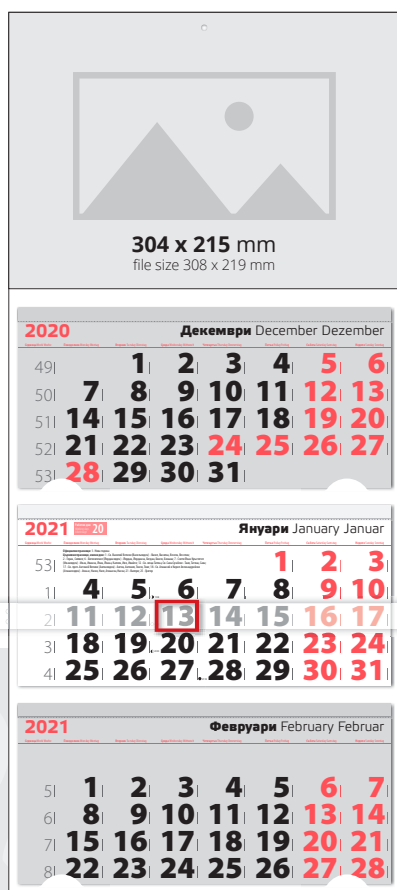 304 x 215 mm
file size 308 x 219 mm
2020 Декември December Dezember
49 1 2 3 4 5 6
50 7 8 9 10 11 12 13
51 14 15 16 17 18 19 20
52 21 22 23 24 25 26 27
53 28 29 30 31
2021 20 Януари January Januar
53 1 2 3
1 4 5 6 7 8 9 10
2 11 12 13 14 15 16 17
3 18 19 20 21 22 23 24
4 25 26 27 28 29 30 31
2021 Февруари February Februar
5 1 2 3 4 5 6 7
6 8 9 10 11 12 13 14
7 15 16 17 18 19 20 21
8 22 23 24 25 26 27 28